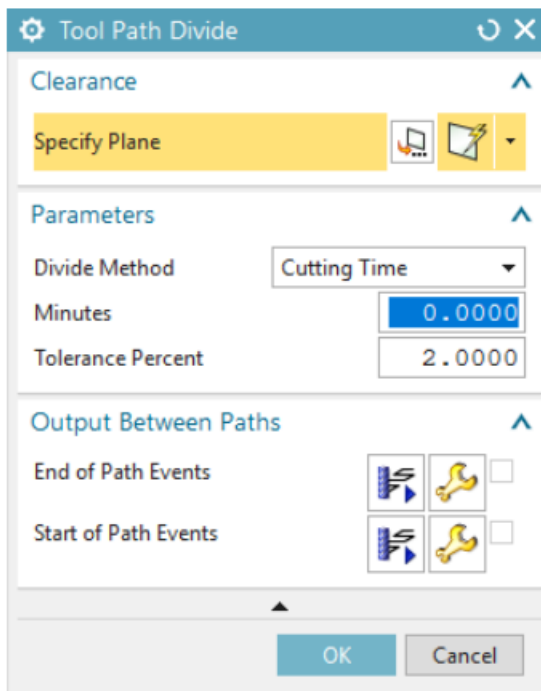 Tool Path Divide
Clearance
Specify Plane
Parameters
Divide Method Cutting Time
Minutes 0.0000
Tolerance Percent 2.0000
Output Between Paths
End of Path Events
Start of Path Events
OK Cancel